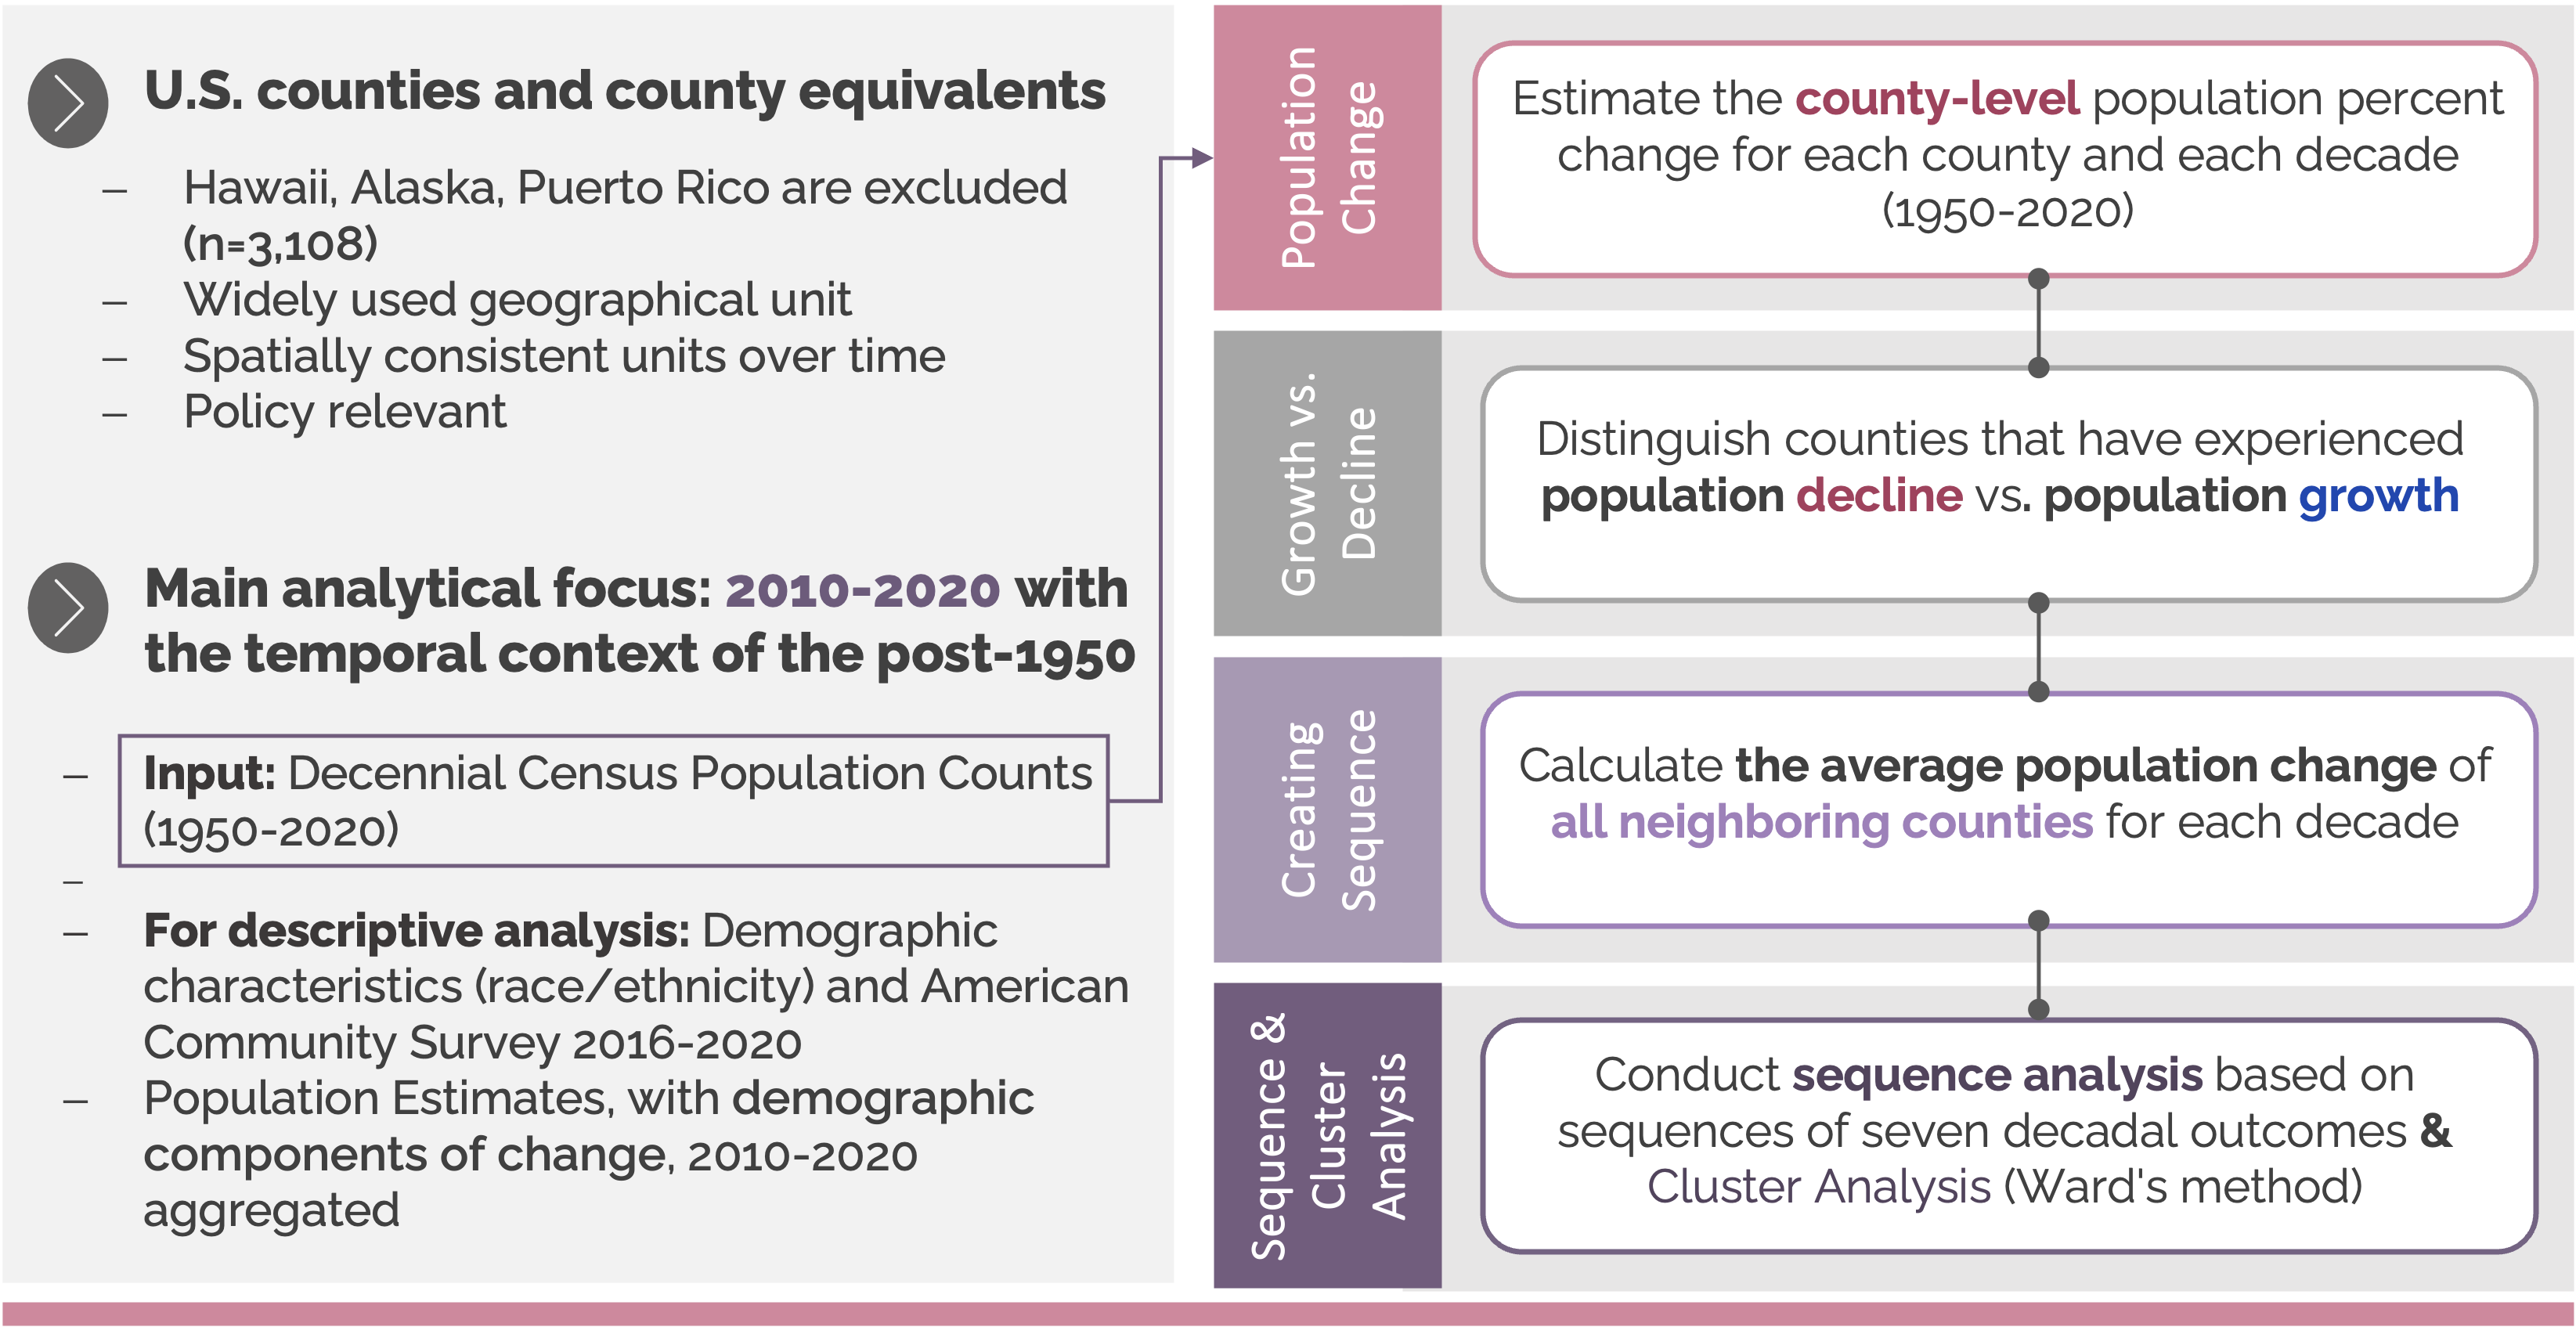 U.S. counties and county equivalents
– Hawaii, Alaska, Puerto Rico are excluded
(n=3,108)
– Widely used geographical unit
– Spatially consistent units over time
– Policy relevant
Main analytical focus: 2010-2020 with
the temporal context of the post-1950
– Input: Decennial Census Population Counts
(1950-2020)
–
– For descriptive analysis: Demographic
characteristics (race/ethnicity) and American
Community Survey 2016-2020
– Population Estimates, with demographic
components of change, 2010-2020
aggregated
Population
Change
Estimate the county-level population percent
change for each county and each decade
(1950-2020)
Growth vs.
Decline
Distinguish counties that have experienced
population decline vs. population growth
Creating
Sequence
Calculate the average population change of
all neighboring counties for each decade
Sequence &
Cluster
Analysis
Conduct sequence analysis based on
sequences of seven decadal outcomes &
Cluster Analysis (Ward's method)